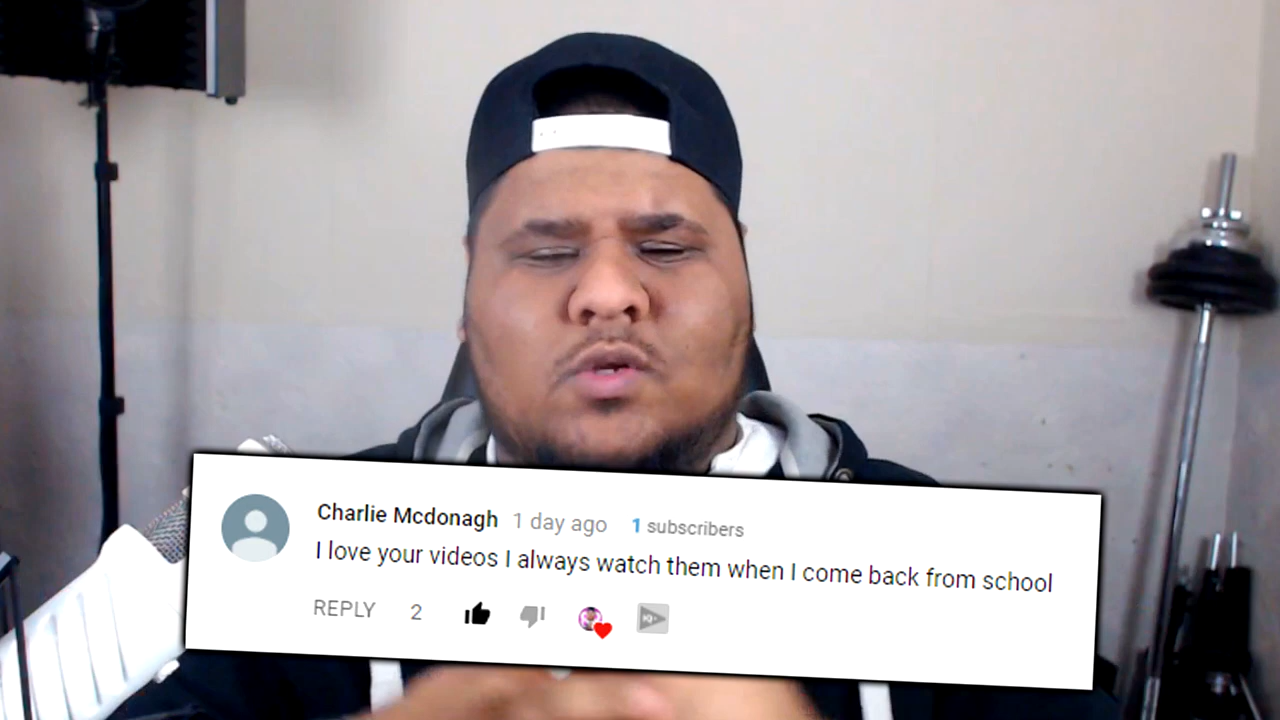 Charlie Mcdonagh 1 day ago 1 subscribers
I love your videos I always watch them when I come back from school
REPLY 2